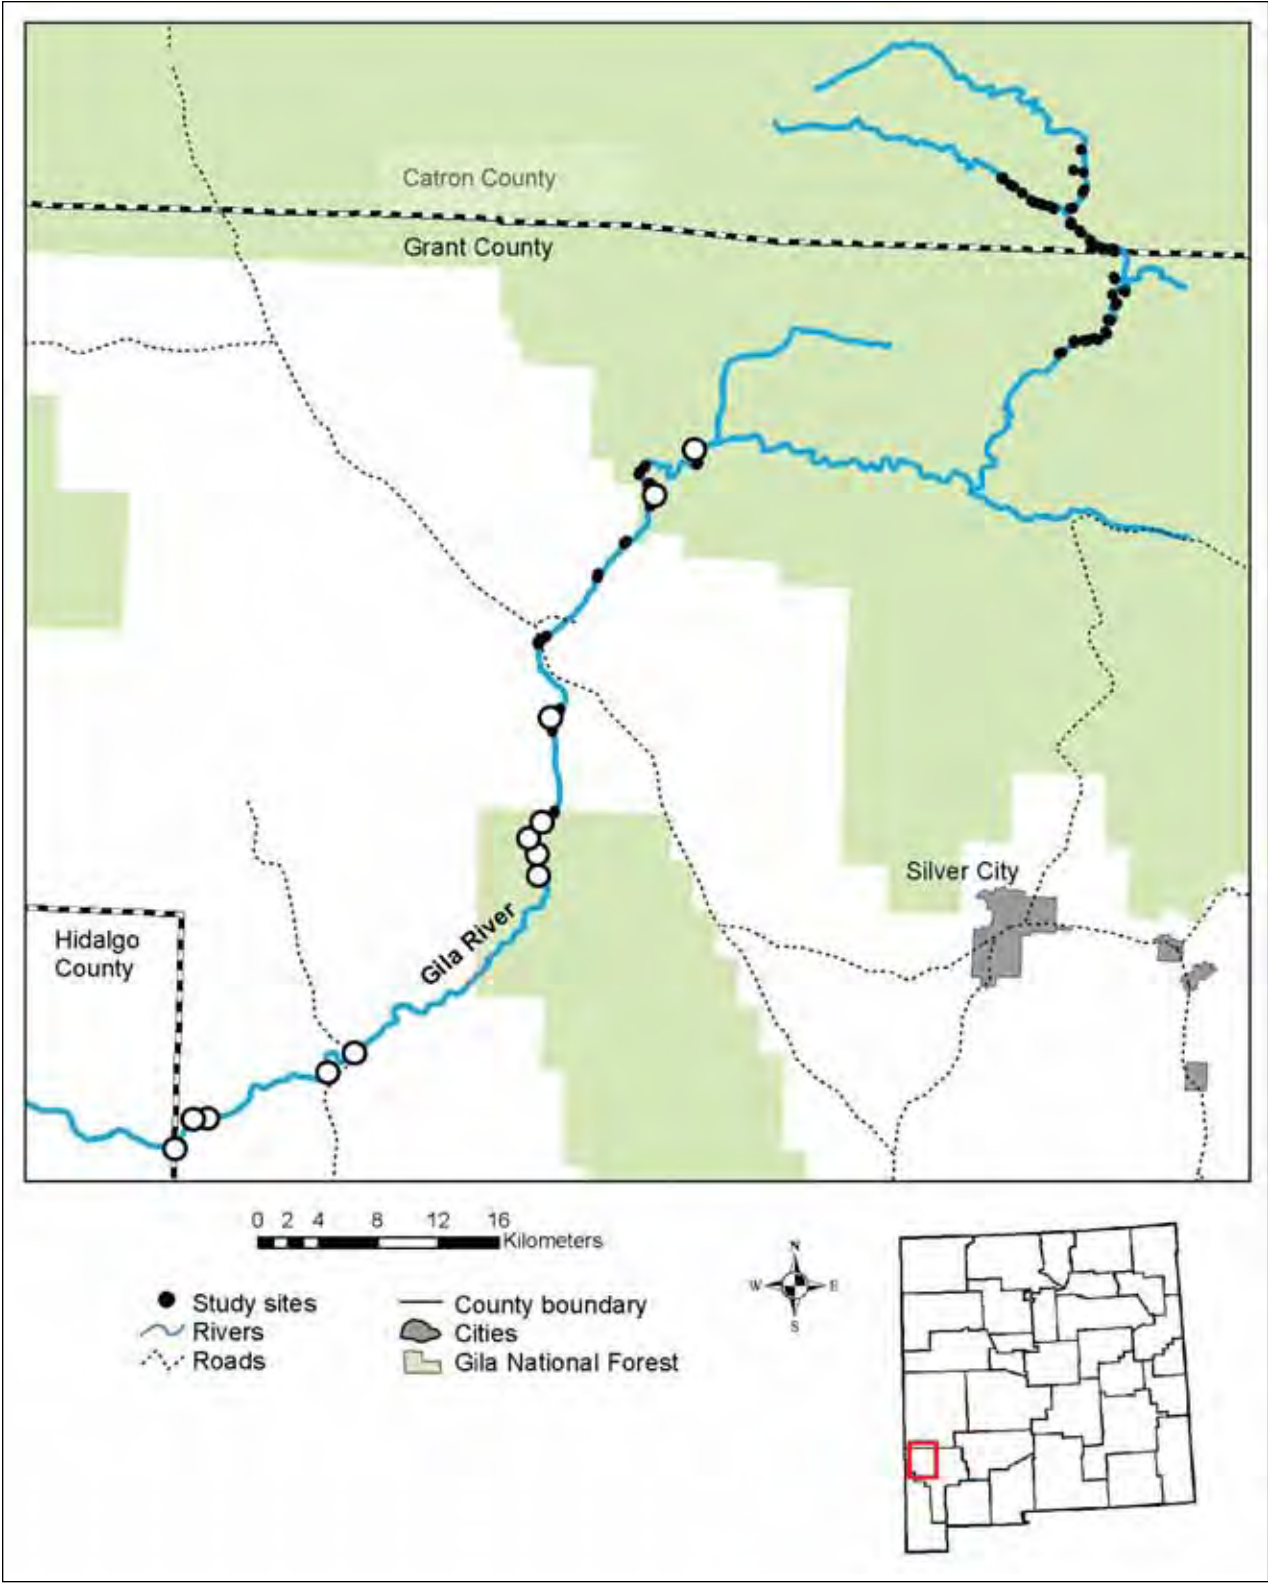 Catron County
Grant County
Silver City
Gila River
Hidalgo
County
0 2 4 8 12 16
Kilometers
N
W E
S
Study sites
Rivers
Roads
County boundary
Cities
Gila National Forest